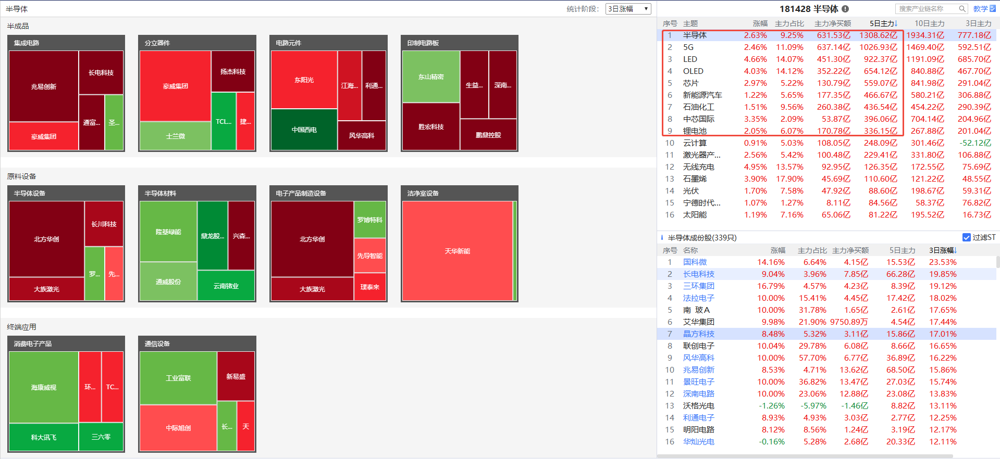 半导体
统计阶段：
3日涨幅
半成品
集成电路
兆易创新
长电科技
豪威集团
通富...
圣...
分立器件
豪威集团
扬杰科技
士兰微
TCL...
捷...
电路元件
东阳光
江海...
利通...
中国西电
风华高科
印制电路板
东山精密
生益...
深南...
胜宏科技
鹏鼎控股
原料设备
半导体设备
北方华创
长川科技
大族激光
罗...
先...
半导体材料
隆基绿能
鼎龙股...
兴森...
通威股份
云南锗业
电子产品制造设备
北方华创
罗博特科
先导智能
大族激光
璞泰来
洁净室设备
天华新能
终端应用
消费电子产品
海康威视
环...
TC...
科大讯飞
三六零
通信设备
工业富联
新易盛
中际旭创
长...
天
181428 半导体
搜索产业链名称
教学
序号 主题 涨幅 主力占比 主力净买额 5日主力↓ 10日主力 3日主力
1 半导体 2.63% 9.25% 631.53亿 1308.62亿 1934.31亿 777.18亿
2 5G 2.46% 11.09% 637.14亿 1026.93亿 1469.40亿 592.51亿
3 LED 4.66% 14.07% 451.30亿 922.37亿 1191.09亿 685.70亿
4 OLED 4.03% 14.12% 352.22亿 654.12亿 840.88亿 467.70亿
5 芯片 2.97% 5.22% 130.79亿 559.07亿 841.98亿 291.04亿
6 新能源汽车 1.22% 5.65% 177.35亿 466.67亿 580.21亿 306.88亿
7 石油化工 1.51% 9.56% 260.38亿 436.54亿 454.22亿 290.39亿
8 中芯国际 3.35% 2.09% 53.87亿 396.06亿 704.14亿 204.96亿
9 锂电池 2.05% 6.07% 170.78亿 336.15亿 267.88亿 201.04亿
10 云计算 0.91% 5.03% 108.05亿 248.09亿 301.46亿 -52.12亿
11 激光器产... 2.56% 5.42% 100.48亿 229.41亿 331.80亿 106.88亿
12 无线充电 4.95% 13.57% 92.95亿 126.35亿 172.55亿 75.69亿
13 石墨烯 3.90% 17.90% 45.69亿 110.60亿 121.22亿 48.55亿
14 光伏 1.70% 7.58% 47.92亿 88.60亿 198.67亿 59.31亿
15 宁德时代... 1.07% 1.27% 8.11亿 84.56亿 58.37亿 76.82亿
16 太阳能 1.19% 7.16% 65.06亿 81.22亿 195.52亿 16.73亿
半导体成份股(339只)
过滤ST
序号 名称 涨幅 主力占比 主力净买额 5日主力 3日涨幅↓
1 国科微 14.16% 6.64% 4.15亿 15.53亿 23.53%
2 长电科技 9.04% 3.96% 7.85亿 66.28亿 19.85%
3 三环集团 16.79% 4.57% 4.23亿 8.39亿 19.12%
4 法拉电子 10.00% 15.41% 4.45亿 17.42亿 18.02%
5 南 玻A 10.00% 31.78% 1.65亿 2.61亿 17.65%
6 艾华集团 9.98% 21.90% 9750.89万 4.54亿 17.44%
7 晶方科技 8.48% 5.32% 3.11亿 15.86亿 17.01%
8 联创电子 10.04% 29.78% 6.08亿 8.66亿 16.65%
9 风华高科 10.00% 57.70% 6.77亿 36.89亿 16.22%
10 兆易创新 8.53% 4.71% 13.62亿 68.50亿 15.86%
11 景旺电子 10.00% 36.82% 13.47亿 27.03亿 15.74%
12 深南电路 10.00% 23.06% 12.88亿 23.08亿 13.83%
13 沃格光电 -1.26% -5.97% -1.46亿 8.82亿 13.11%
14 利通电子 8.93% 4.93% 3.03亿 2.77亿 12.25%
15 明阳电路 8.12% 8.56% 1.24亿 3.19亿 12.17%
16 华灿光电 -0.16% 5.28% 2.68亿 20.33亿 12.11%